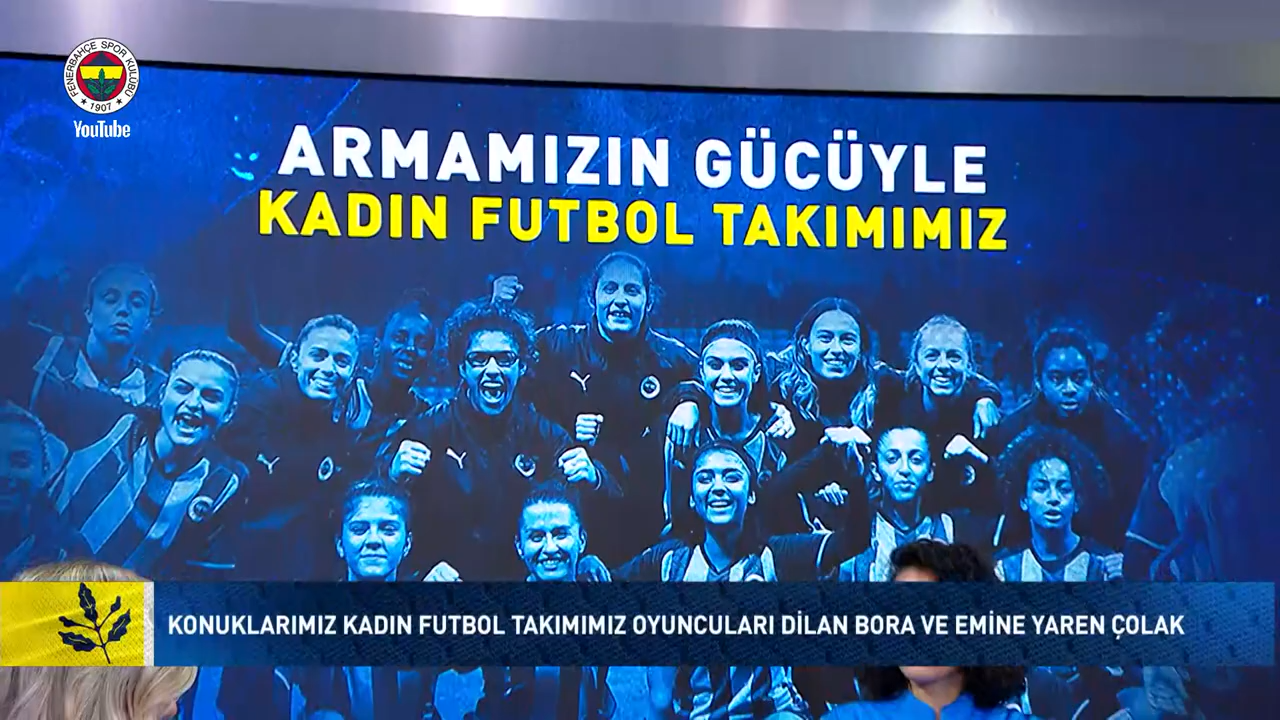 FENERBAHÇE SPOR KULÜBÜ
1907
YouTube
ARMAMIZIN GÜCÜYLE
KADIN FUTBOL TAKIMIMIZ
KONUKLARIMIZ KADIN FUTBOL TAKIMIMIZ OYUNCULARI DİLAN BORA VE EMİNE YAREN ÇOLAK